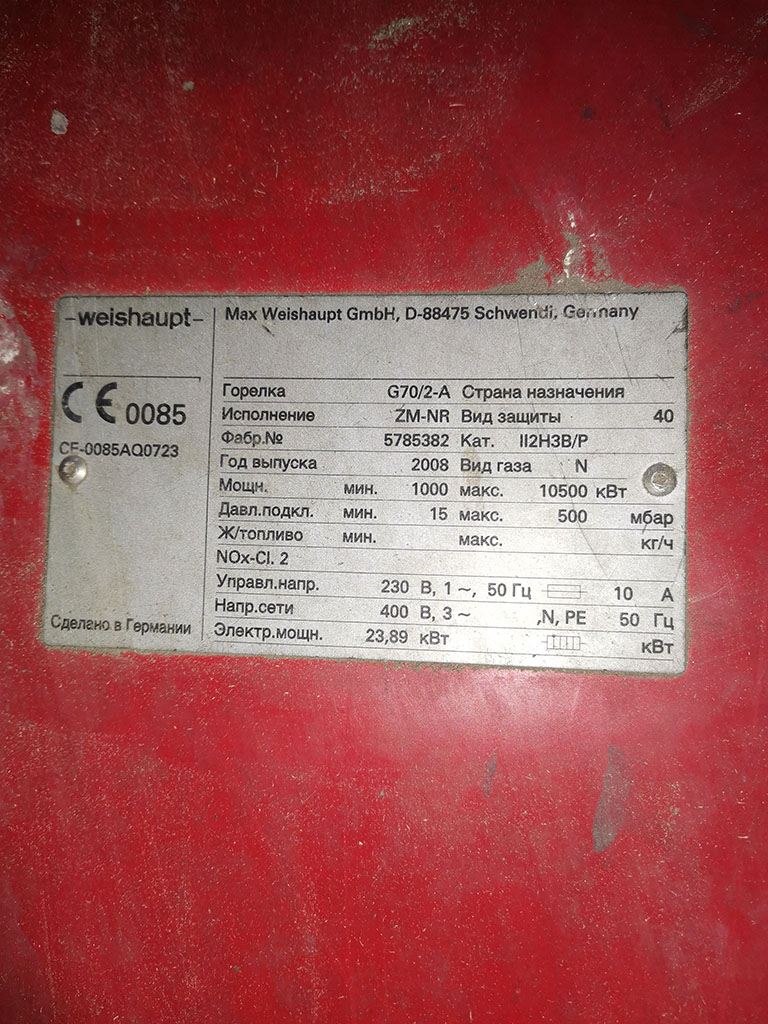 -weishaupt-
Max Weishaupt GmbH, D-88475 Schwendi, Germany
CE 0085
CE-0085AQ0723
Сделано в Германии
Горелка G70/2-A Страна назначения
Исполнение ZM-NR Вид защиты 40
Фабр.№ 5785382 Кат. II2H3B/P
Год выпуска 2008 Вид газа N
Мощн. мин. 1000 макс. 10500 кВт
Давл.подкл. мин. 15 макс. 500 мбар
Ж/топливо мин. макс. кг/ч
NOx-Cl. 2
Управл.напр. 230 В, 1 ~, 50 Гц 10 А
Напр.сети 400 В, 3 ~ ,N, PE 50 Гц
Электр.мощн. 23,89 кВт кВт